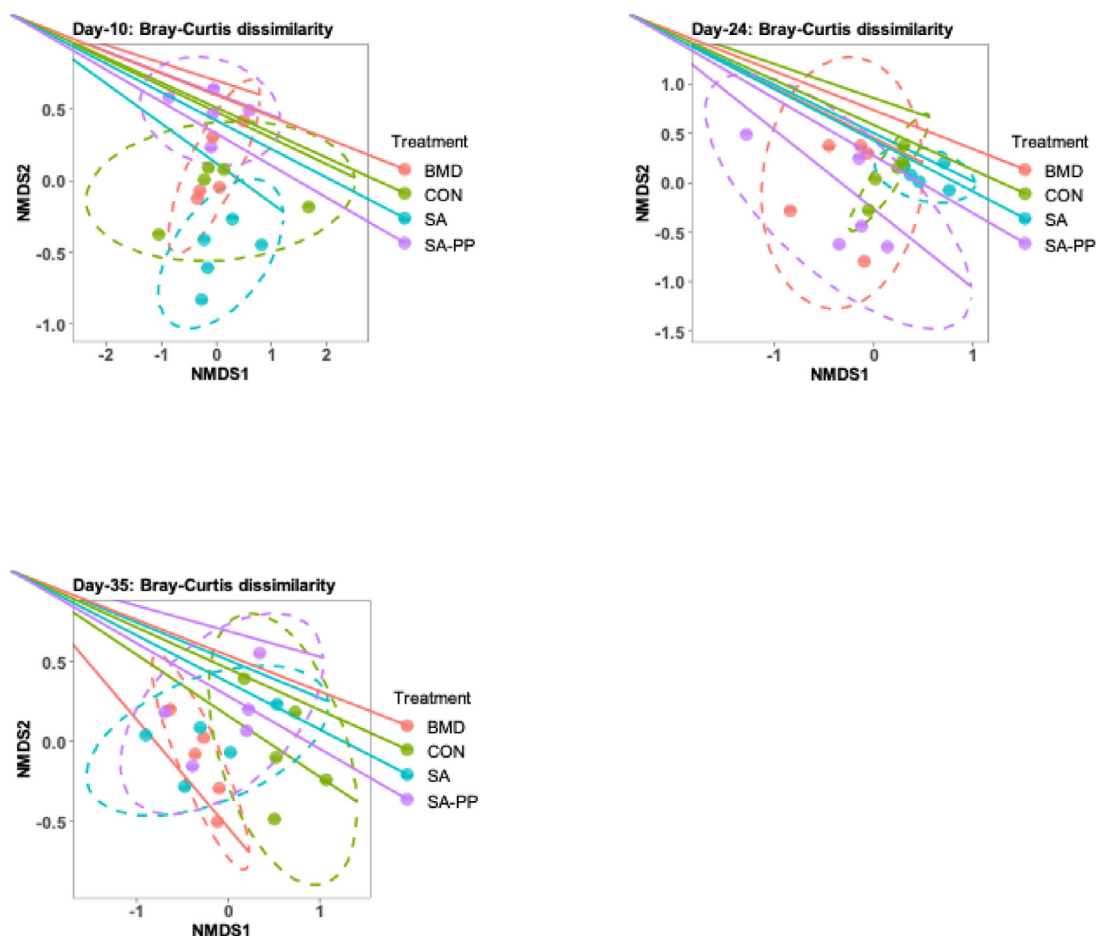 Day-10: Bray-Curtis dissimilarity
0.5
0.0
-0.5
-1.0
NMDS2
-2 -1 0 1 2
NMDS1
Treatment
BMD
CON
SA
SA-PP
Day-24: Bray-Curtis dissimilarity
1.0
0.5
0.0
-0.5
-1.0
-1.5
NMDS2
-1 0 1
NMDS1
Treatment
BMD
CON
SA
SA-PP
Day-35: Bray-Curtis dissimilarity
0.5
0.0
-0.5
NMDS2
-1 0 1
NMDS1
Treatment
BMD
CON
SA
SA-PP